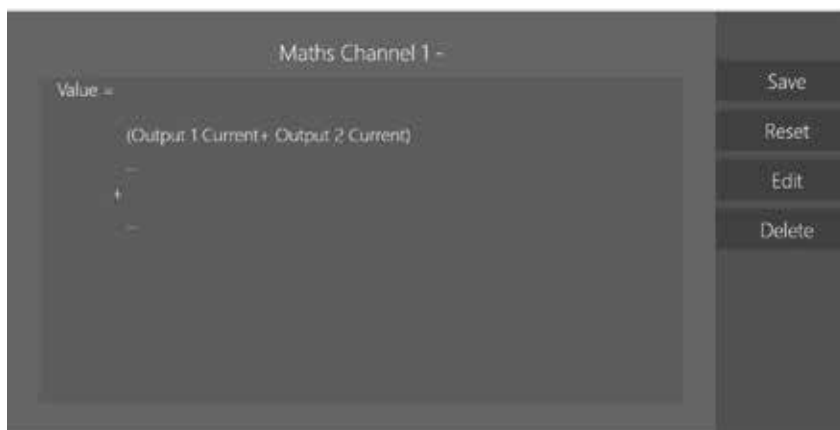 Maths Channel 1 -
Value =
(Output 1 Current+ Output 2 Current)
...
+
...
Save
Reset
Edit
Delete